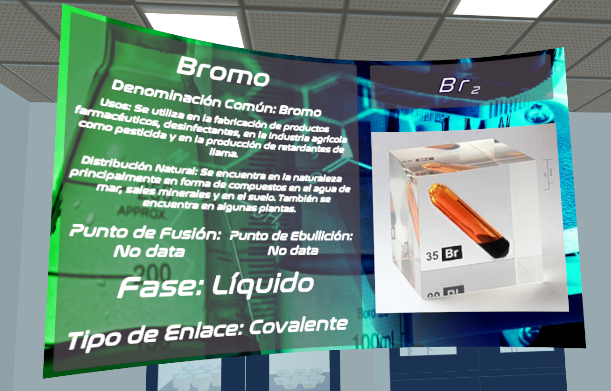 Bromo
Denominación Común: Bromo
Usos: Se utiliza en la fabricación de productos
farmacéuticos, desinfectantes, en la industria agrícola
como pesticida y en la producción de retardantes de
llama.
Distribución Natural: Se encuentra en la naturaleza
principalmente en forma de compuestos en el agua de
mar, sales minerales y en el suelo. También se
encuentra en algunas plantas.
APPROX
Punto de Fusión:
No data
Punto de Ebullición:
No data
200
Fase: Líquido
Tipo de Enlace: Covalente
Br2
35 Br
100ml